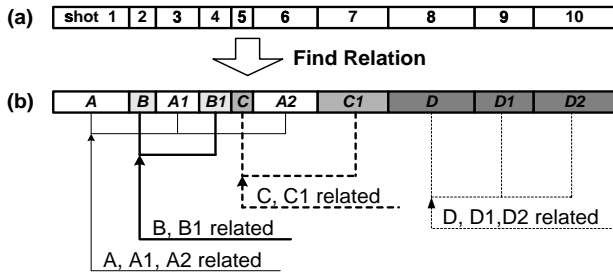 (a) shot 1 2 3 4 5 6 7 8 9 10
Find Relation
(b) A B A1 B1 C A2 C1 D D1 D2
C, C1 related
B, B1 related
D, D1,D2 related
A, A1, A2 related